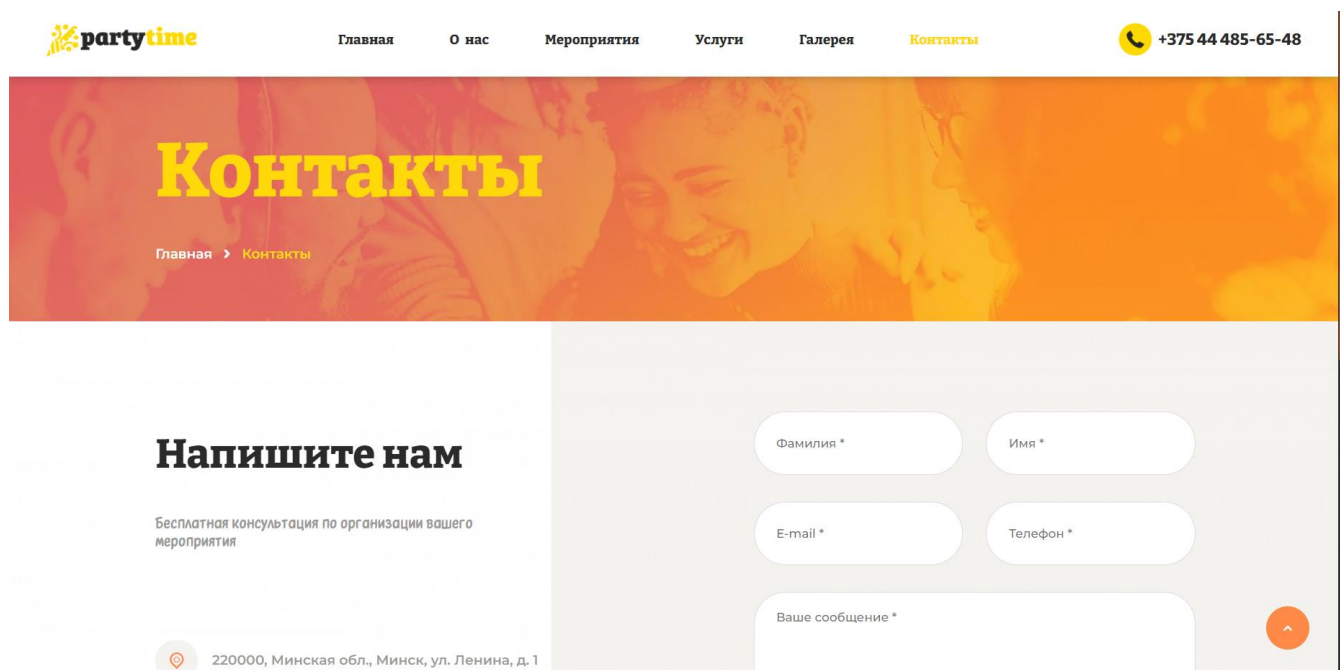 partytime
Главная О нас Мероприятия Услуги Галерея Контакты
+375 44 485-65-48
Контакты
Главная > Контакты
Напишите нам
Бесплатная консультация по организации вашего
мероприятия
220000, Минская обл., Минск, ул. Ленина, д. 1
Фамилия *
Имя *
E-mail *
Телефон *
Ваше сообщение *